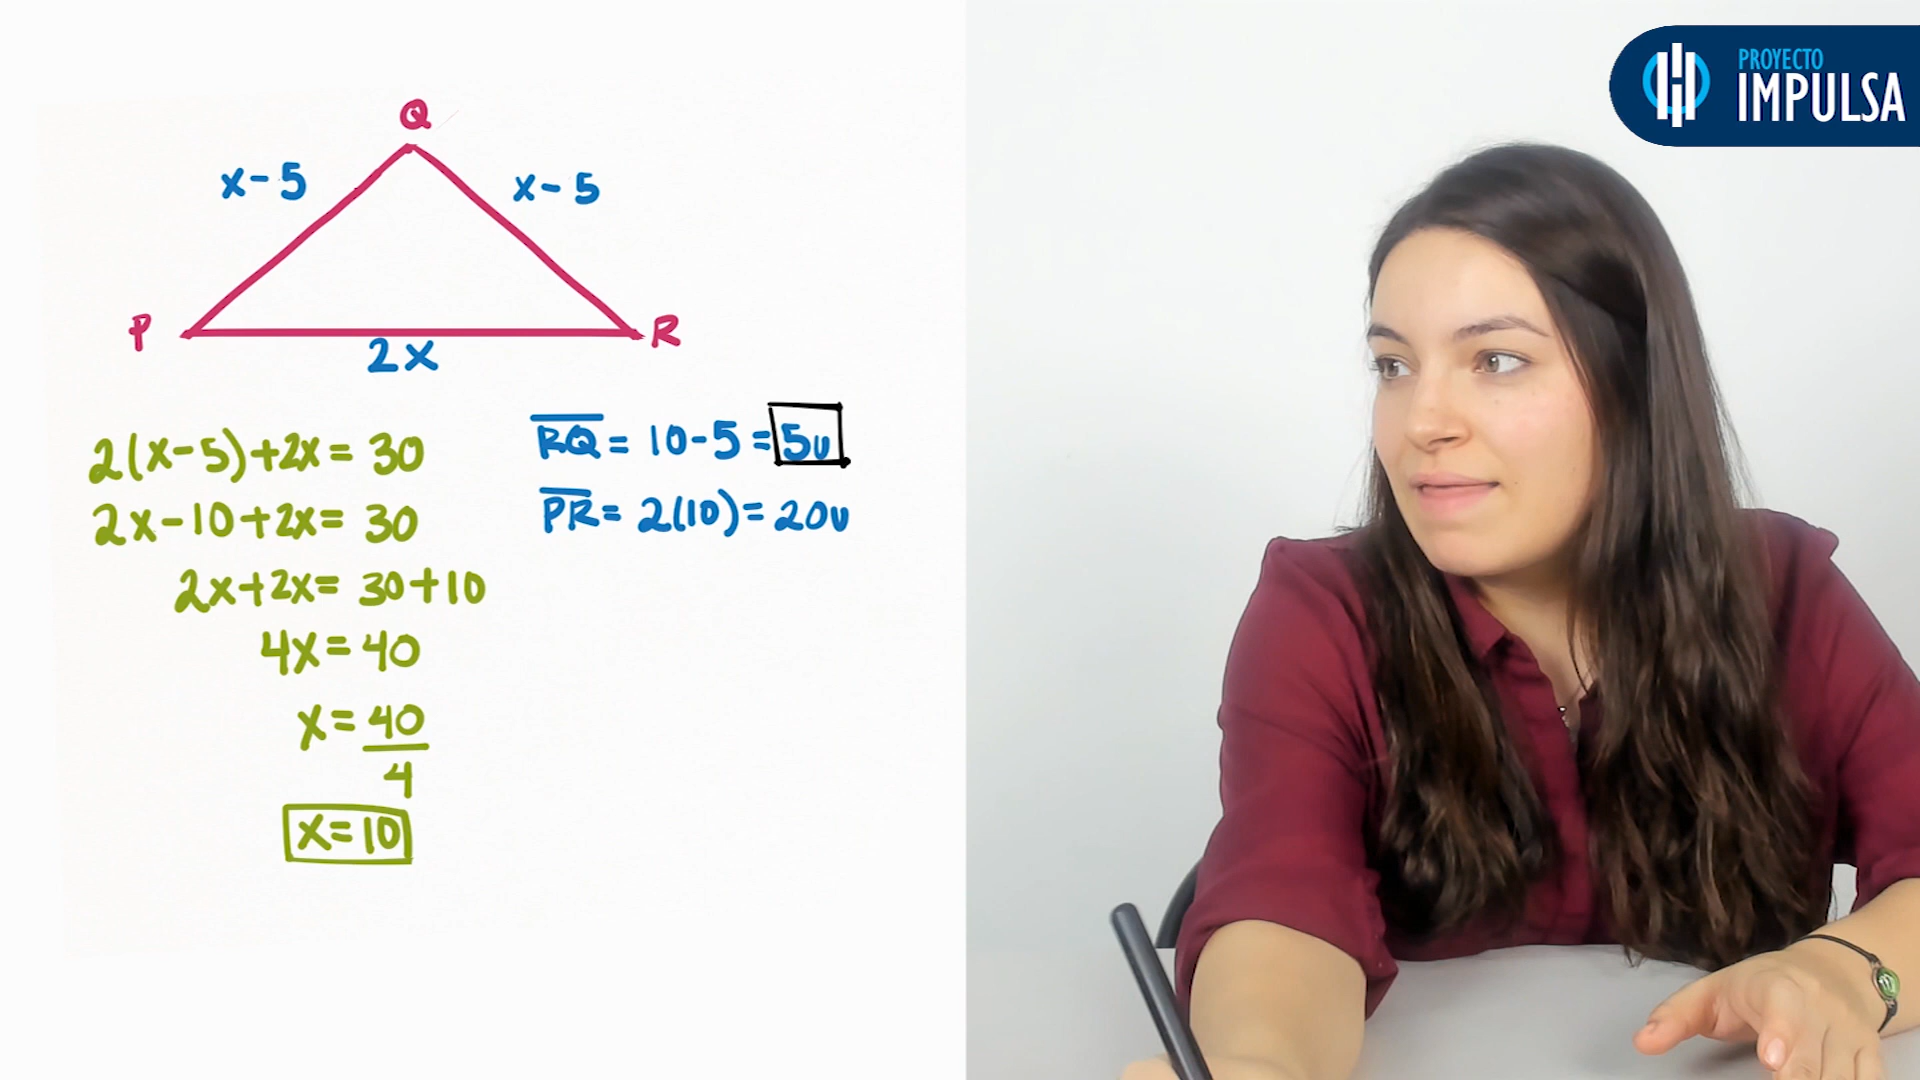 Q
x-5
x-5
P
R
2x
2(x-5)+2x= 30
2x-10+2x= 30
2x+2x= 30+10
4x=40
x=40
4
x=10
RQ= 10-5=5u
PR= 2(10)=20u
PROYECTO
IMPULSA